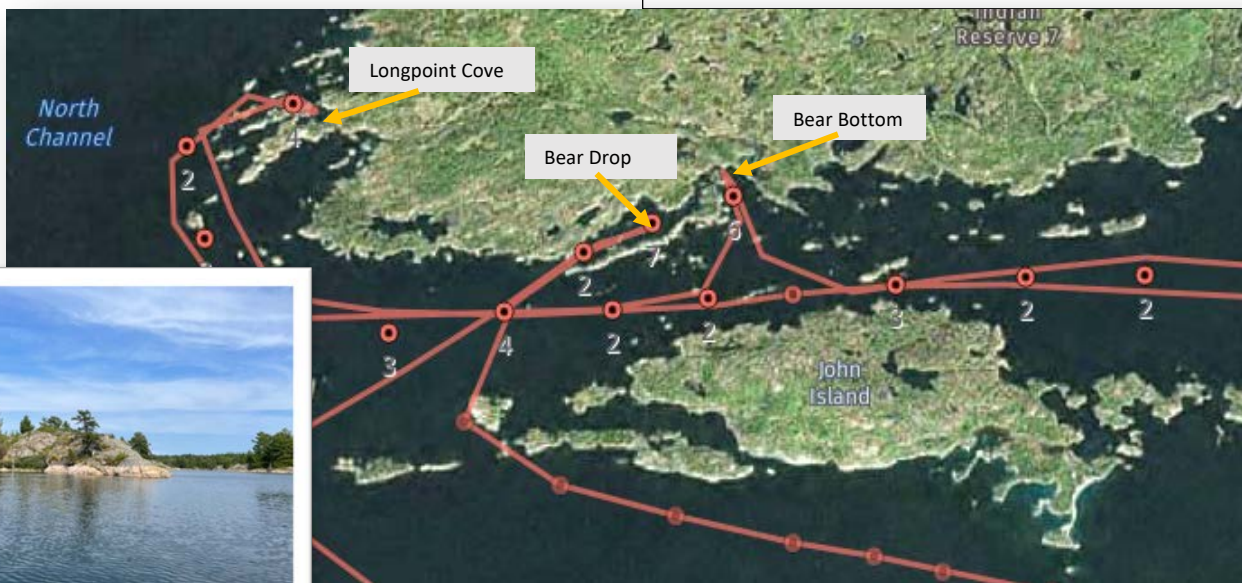 Indian
Reserve 7
Longpoint Cove
North
Channel
Bear Bottom
Bear Drop
2
6
7
2
3
2
2
2
2
3
4
John
Island